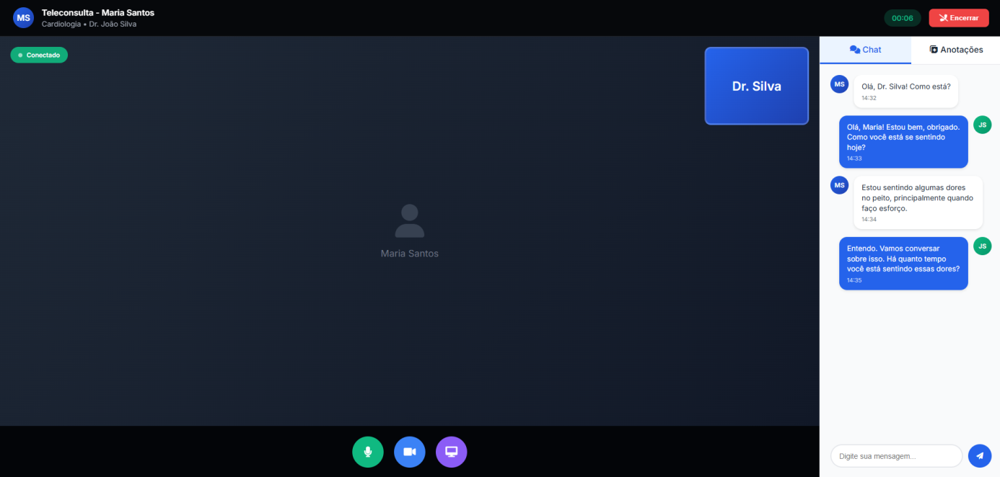 MS
Teleconsulta - Maria Santos
Cardiologia • Dr. João Silva
00:06
Encerrar
Conectado
Dr. Silva
Maria Santos
Chat
Anotações
MS
Olá, Dr. Silva! Como está?
14:32
Olá, Maria! Estou bem, obrigado.
Como você está se sentindo
hoje?
14:33
JS
MS
Estou sentindo algumas dores
no peito, principalmente quando
faço esforço.
14:34
Entendo. Vamos conversar
sobre isso. Há quanto tempo
você está sentindo essas dores?
14:35
JS
Digite sua mensagem...